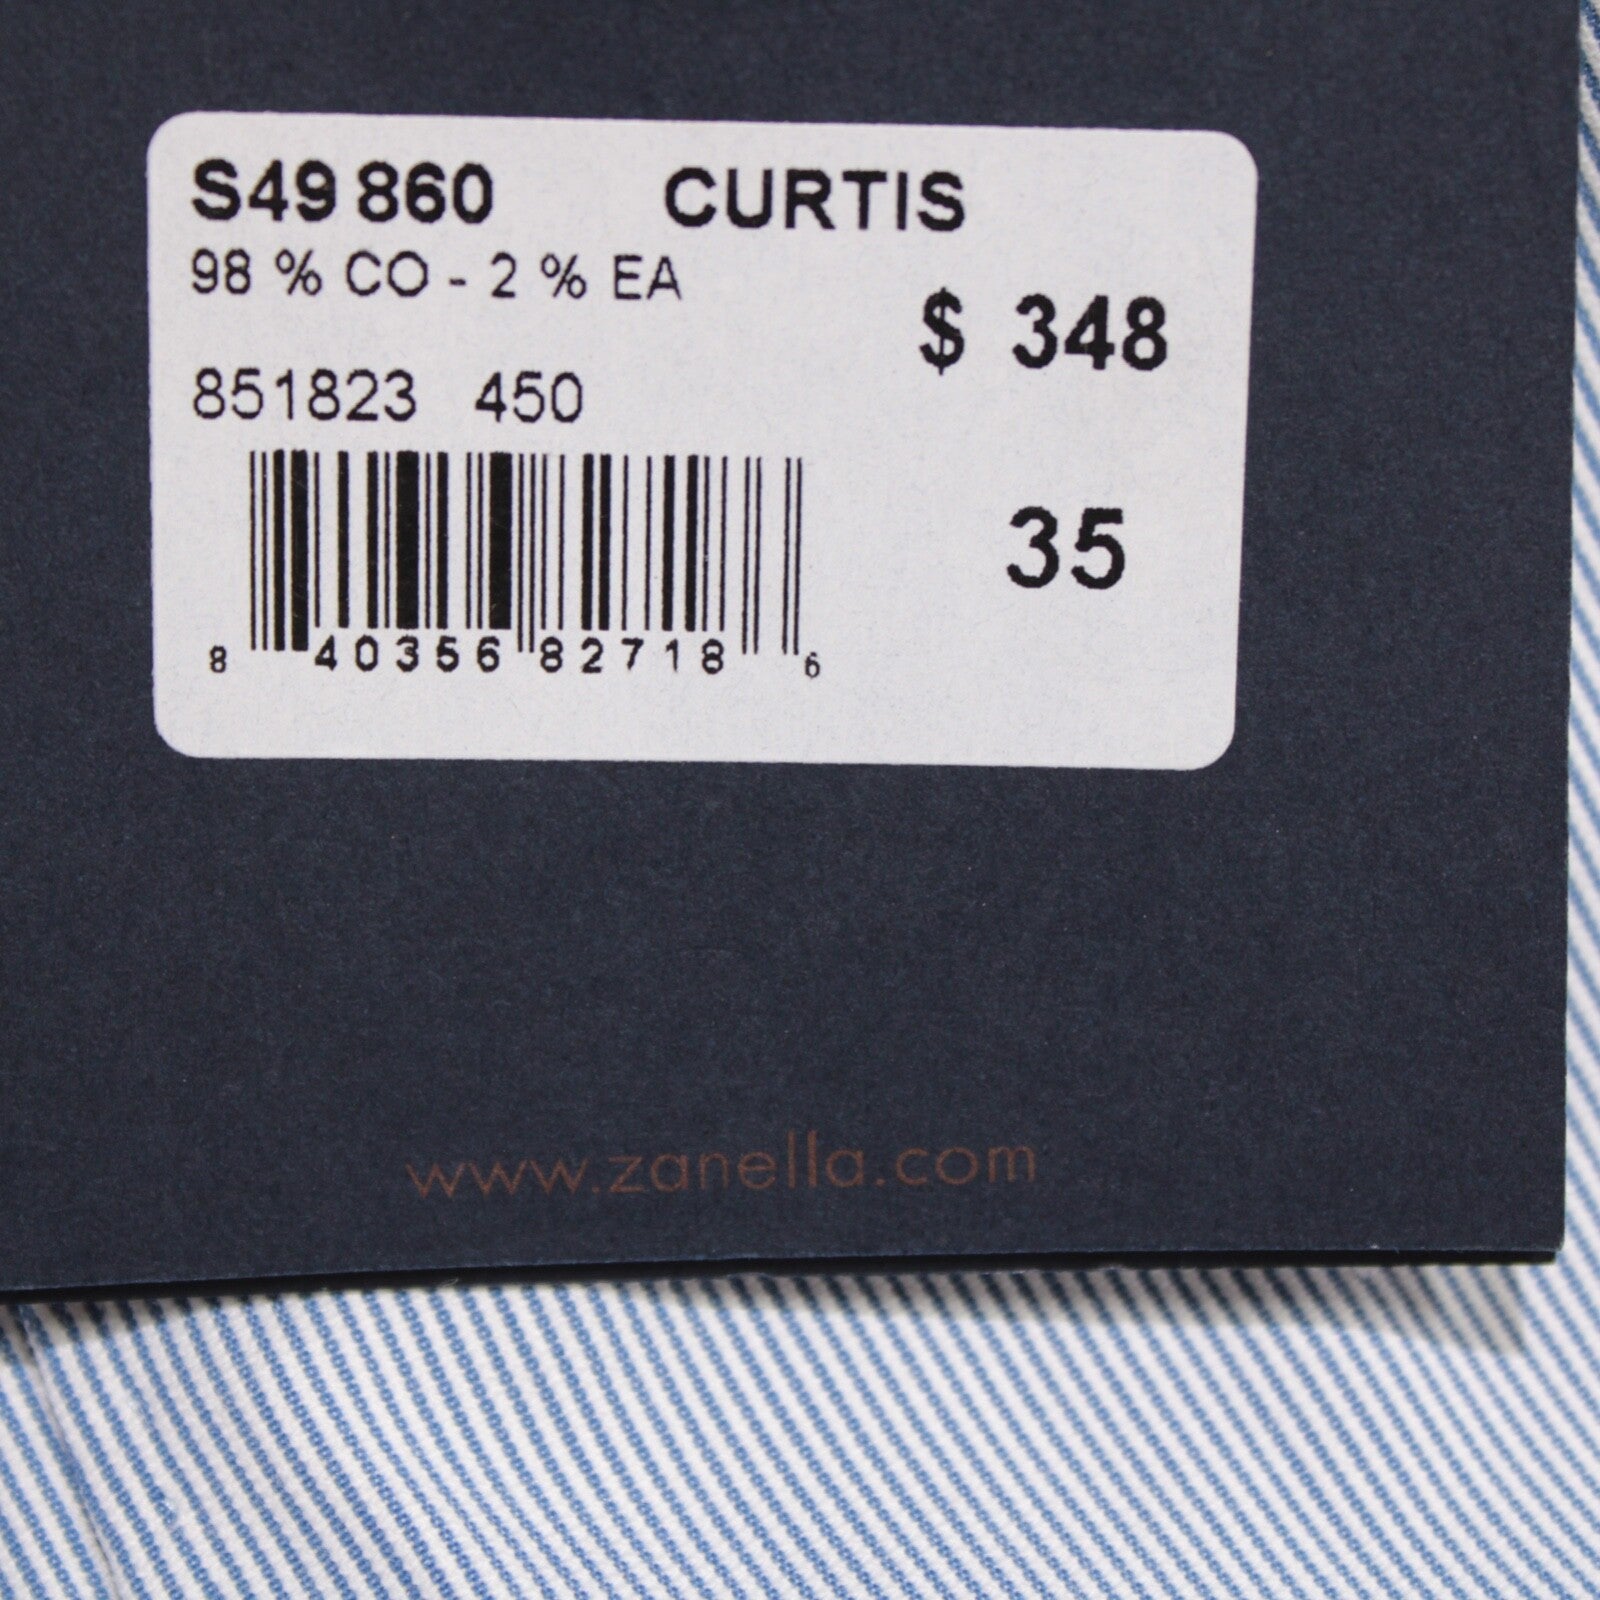 S49 860 CURTIS
98 % CO - 2 % EA
$ 348
851823 450
35
8 40356 82718 6
www.zanella.com